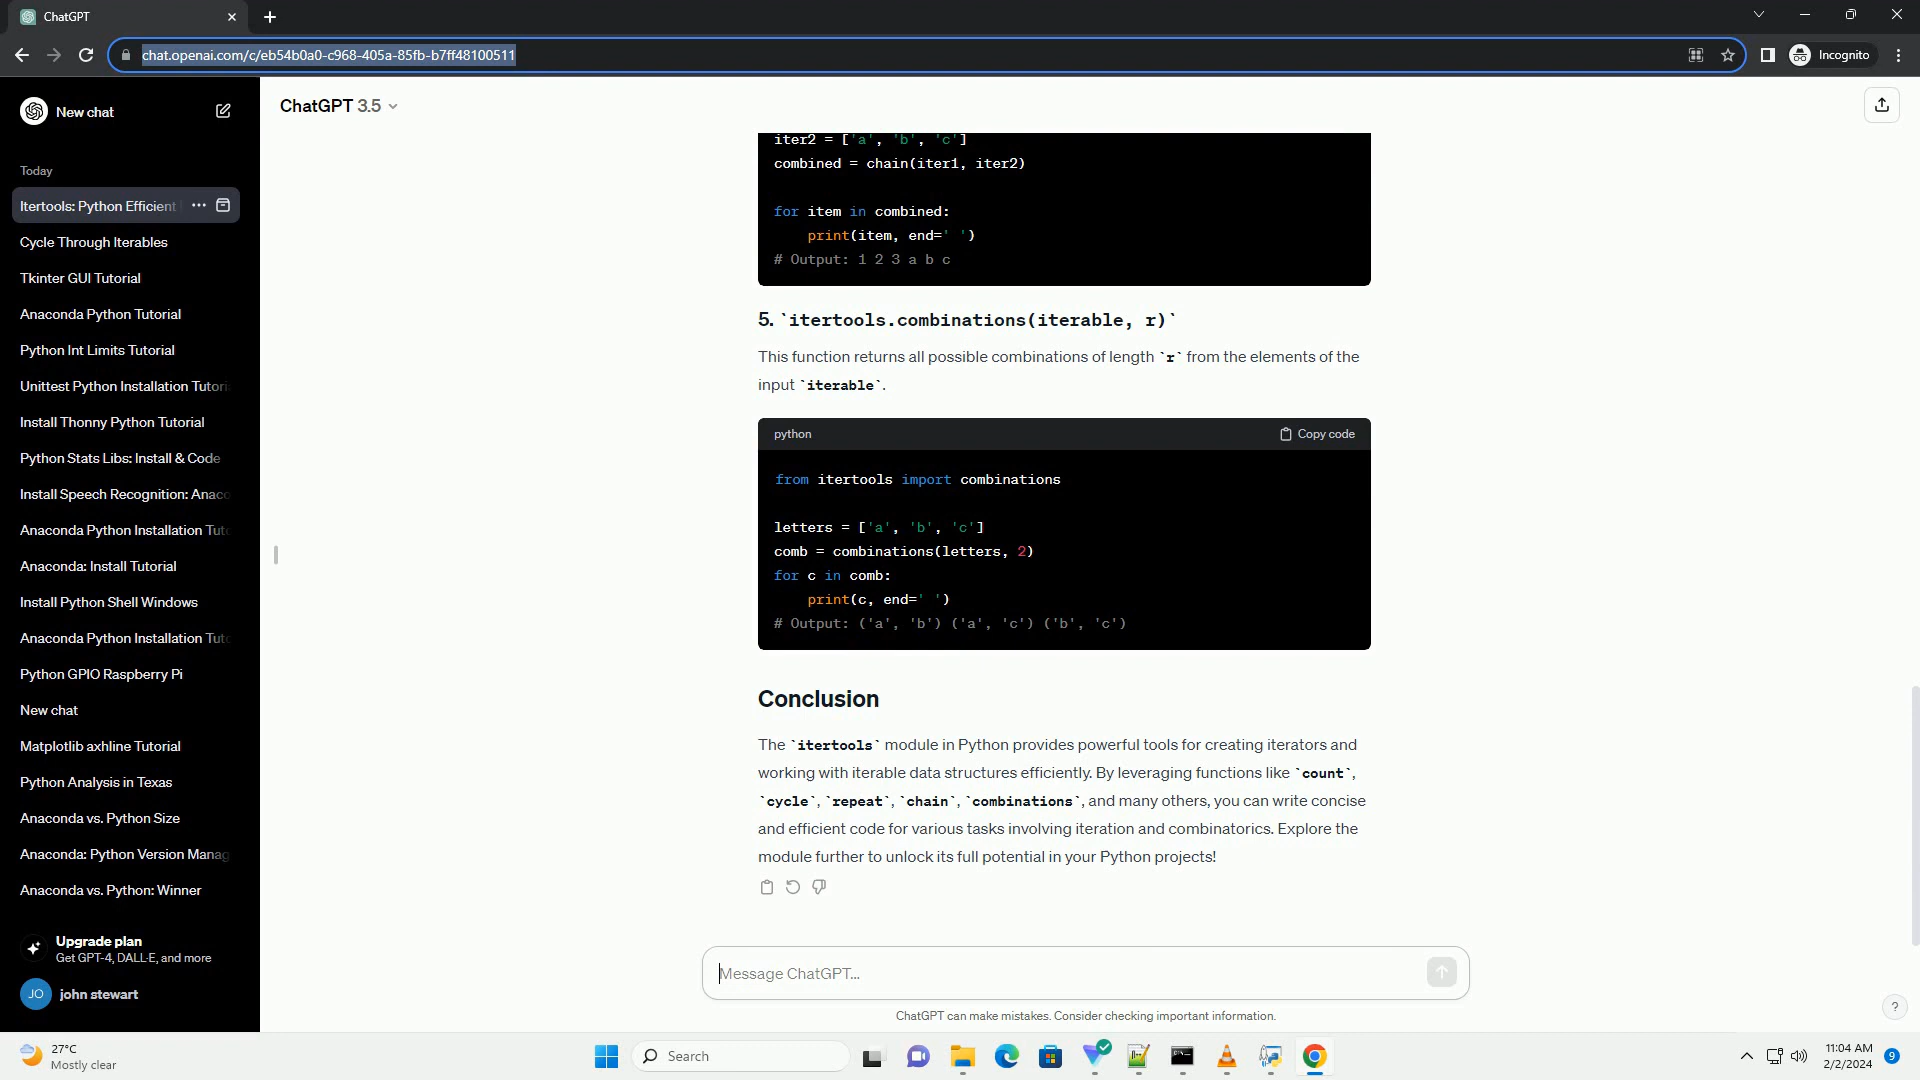 ChatGPT
chat.openai.com/c/eb54b0a0-c968-405a-85fb-b7ff48100511
Incognito
New chat
Today
Itertools: Python Efficient
Cycle Through Iterables
Tkinter GUI Tutorial
Anaconda Python Tutorial
Python Int Limits Tutorial
Unittest Python Installation Tutori
Install Thonny Python Tutorial
Python Stats Libs: Install & Code
Install Speech Recognition: Anaco
Anaconda Python Installation Tuto
Anaconda: Install Tutorial
Install Python Shell Windows
Anaconda Python Installation Tuto
Python GPIO Raspberry Pi
New chat
Matplotlib axhline Tutorial
Python Analysis in Texas
Anaconda vs. Python Size
Anaconda: Python Version Manag
Anaconda vs. Python: Winner
Upgrade plan
Get GPT-4, DALL·E, and more
JO john stewart
ChatGPT 3.5
iter2 = ['a', 'b', 'c']
combined = chain(iter1, iter2)
for item in combined:
    print(item, end=' ')
# Output: 1 2 3 a b c
5. `itertools.combinations(iterable, r)`
This function returns all possible combinations of length `r` from the elements of the
input `iterable`.
python Copy code
from itertools import combinations
letters = ['a', 'b', 'c']
comb = combinations(letters, 2)
for c in comb:
    print(c, end=' ')
# Output: ('a', 'b') ('a', 'c') ('b', 'c')
Conclusion
The `itertools` module in Python provides powerful tools for creating iterators and
working with iterable data structures efficiently. By leveraging functions like `count`,
`cycle`, `repeat`, `chain`, `combinations`, and many others, you can write concise
and efficient code for various tasks involving iteration and combinatorics. Explore the
module further to unlock its full potential in your Python projects!
Message ChatGPT...
ChatGPT can make mistakes. Consider checking important information.
?
27°C
Mostly clear
Search
11:04 AM
2/2/2024
9